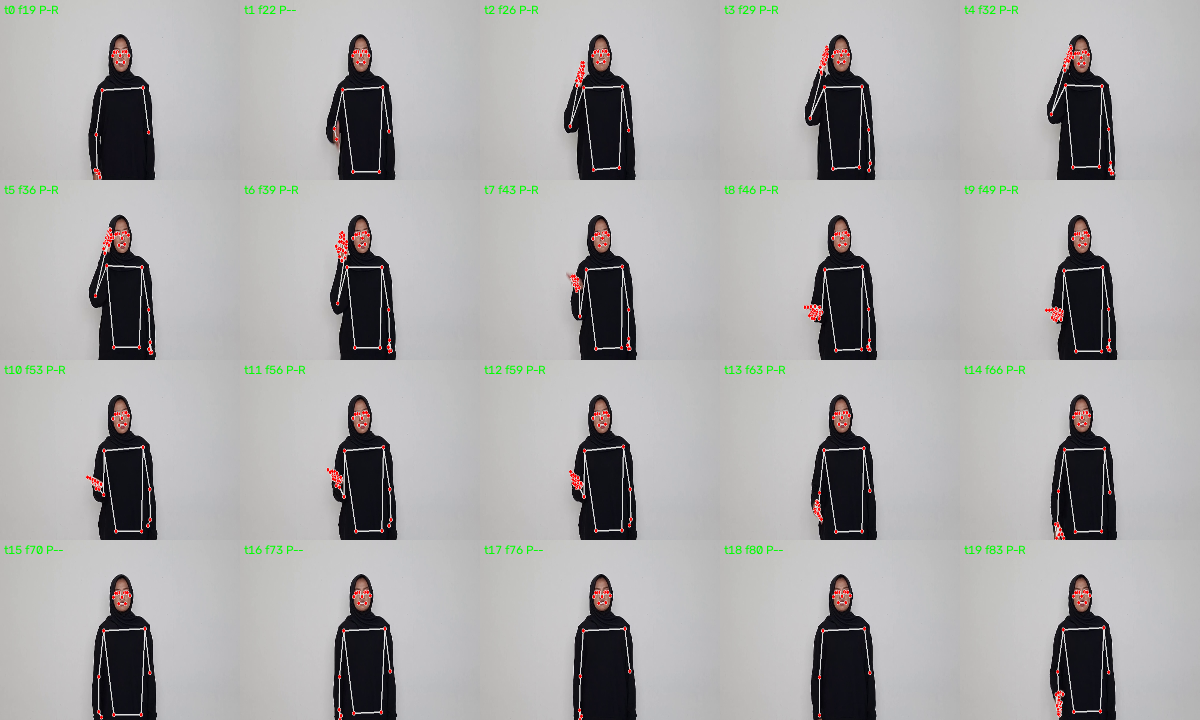 t0 f19 P-R
t1 f22 P--
t2 f26 P-R
t3 f29 P-R
t4 f32 P-R
t5 f36 P-R
t6 f39 P-R
t7 f43 P-R
t8 f46 P-R
t9 f49 P-R
t10 f53 P-R
t11 f56 P-R
t12 f59 P-R
t13 f63 P-R
t14 f66 P-R
t15 f70 P--
t16 f73 P--
t17 f76 P--
t18 f80 P--
t19 f83 P-R